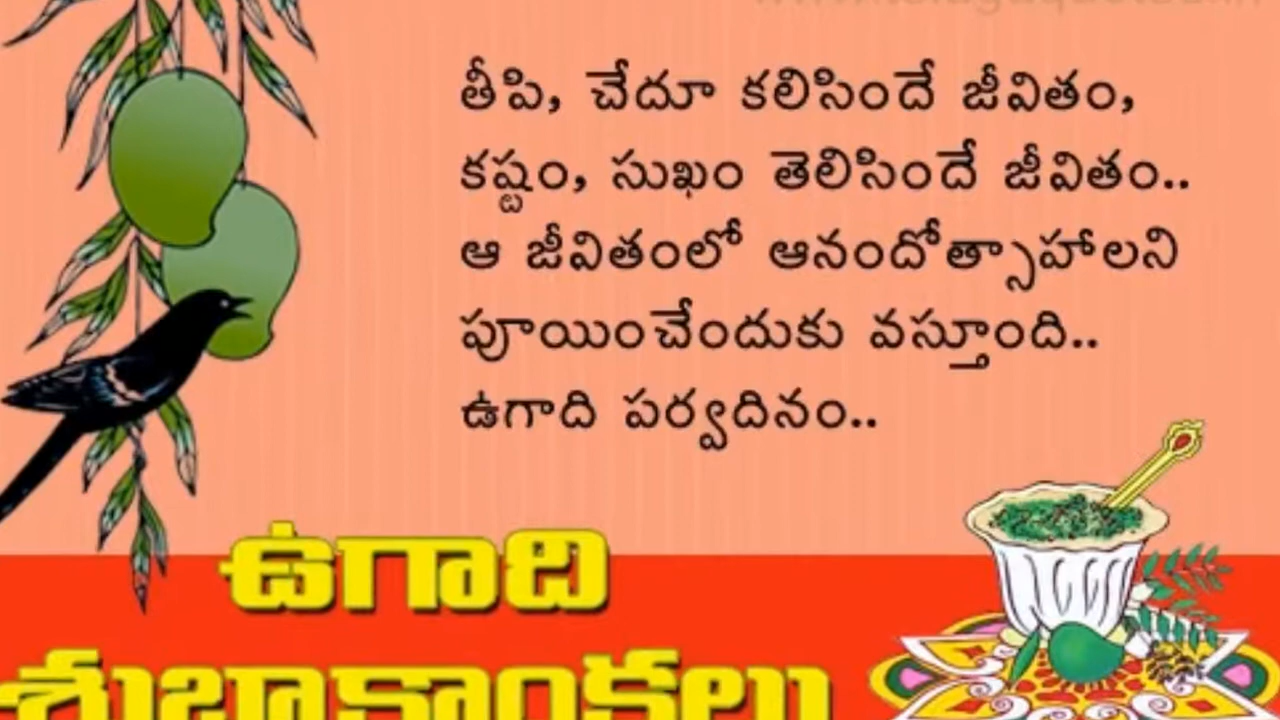 తీపి, చేదూ కలిసిందే జీవితం,
కష్టం, సుఖం తెలిసిందే జీవితం..
ఆ జీవితంలో ఆనందోత్సాహాలని
పూయించేందుకు వస్తూంది..
ఉగాది పర్వదినం..
ఉగాది
శుభాకాంక్షలు